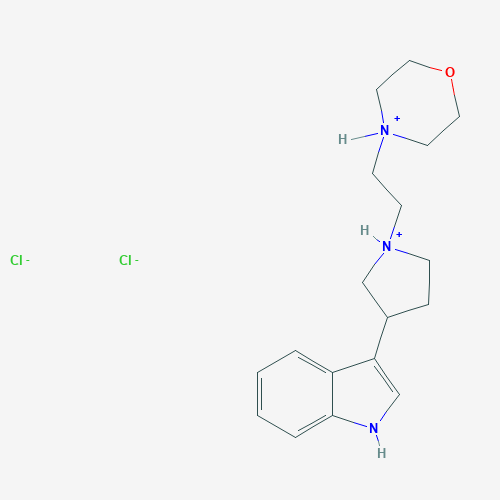 O
H N +
H N +
Cl - Cl -
N
H